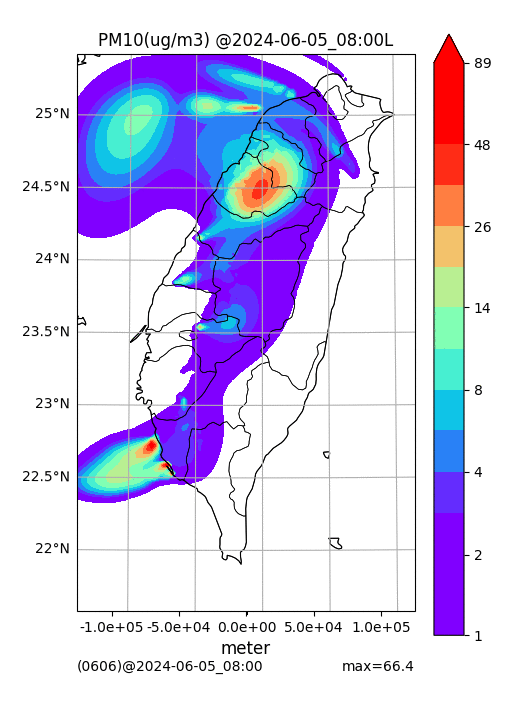 PM10(ug/m3) @2024-06-05_08:00L
89
25°N
48
24.5°N
26
24°N
14
23.5°N
8
23°N
4
22.5°N
2
22°N
1
-1.0e+05 -5.0e+04 0.0e+00 5.0e+04 1.0e+05
meter
(0606)@2024-06-05_08:00 max=66.4